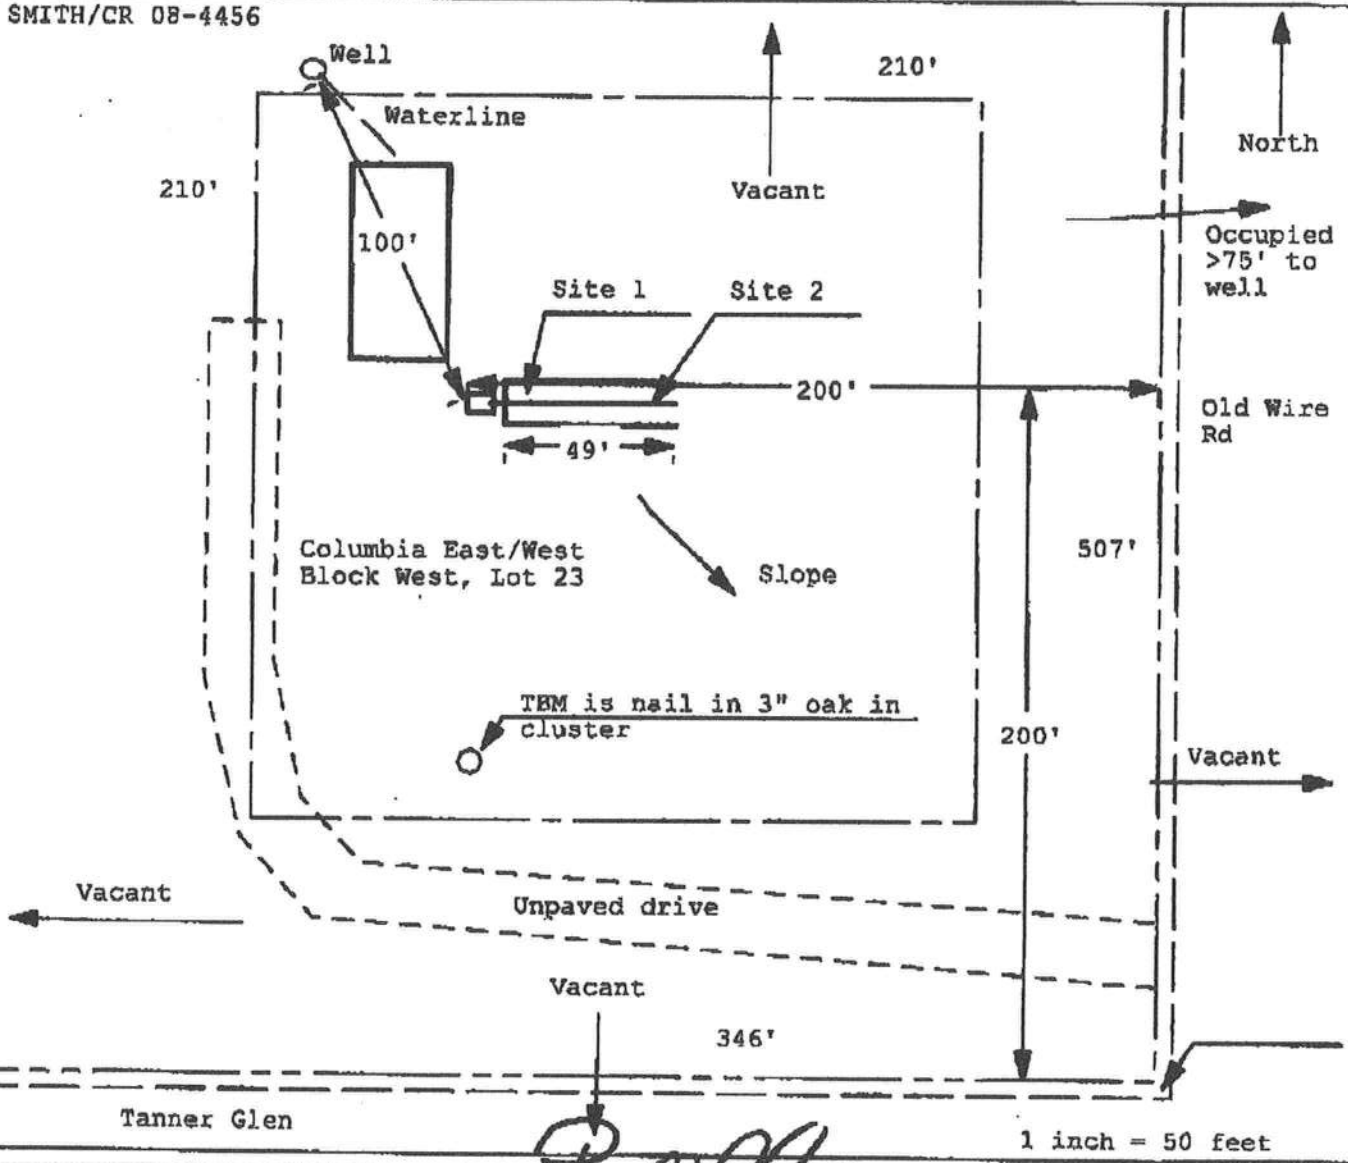 SMITH/CR 08-4456
Well
210'
Waterline
North
210'
Vacant
Occupied
>75' to
well
100'
Site 1
Site 2
200'
Old Wire
Rd
49'
507'
Columbia East/West
Block West, Lot 23
Slope
TBM is nail in 3" oak in
cluster
200'
Vacant
Vacant
Unpaved drive
Vacant
346'
Tanner Glen
1 inch = 50 feet